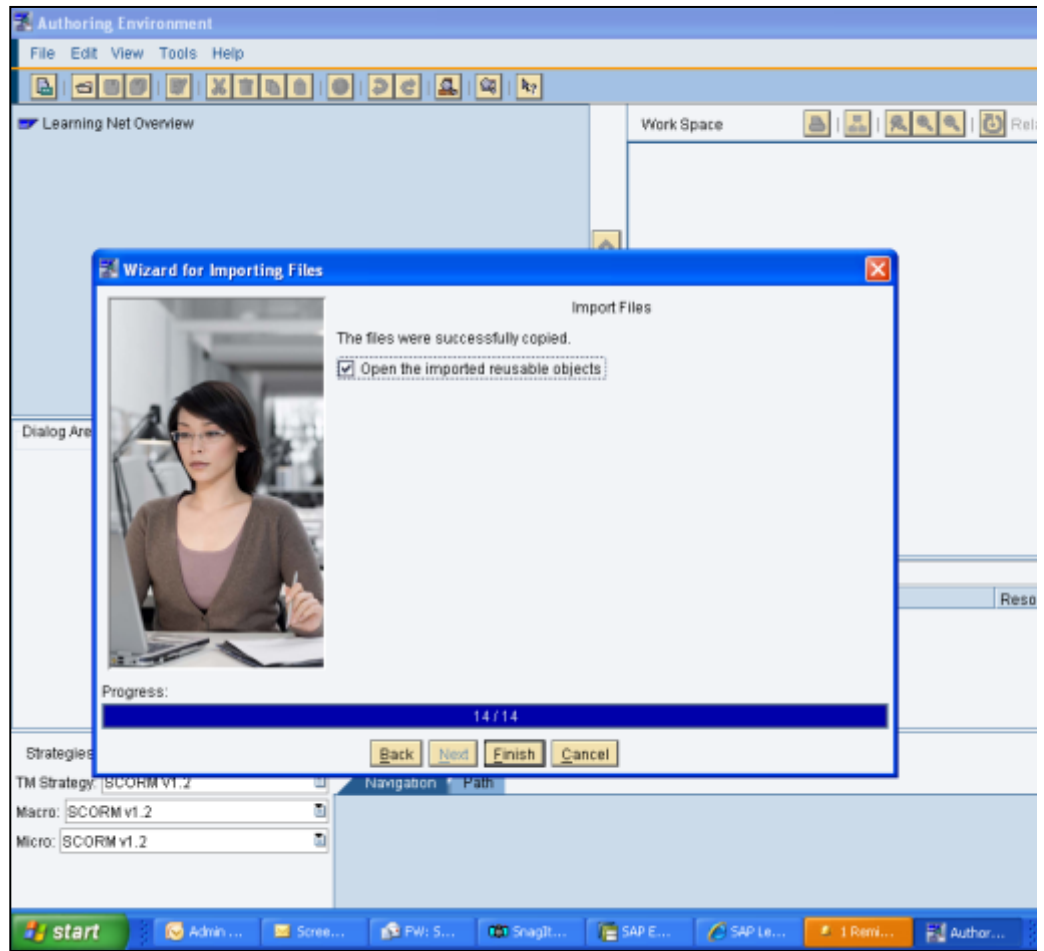 Authoring Environment
File Edit View Tools Help
Learning Net Overview
Work Space
Rela
Wizard for Importing Files
Import Files
The files were successfully copied.
Open the imported reusable objects
Dialog Are
Reso
Progress:
14 / 14
Back Next Finish Cancel
Strategies
TM Strategy: SCORM v1.2
Navigation Path
Macro: SCORM v1.2
Micro: SCORM v1.2
start Admin ... Scree... FW: S... SnagIt... SAP E... SAP Le... 1 Remi... Author...